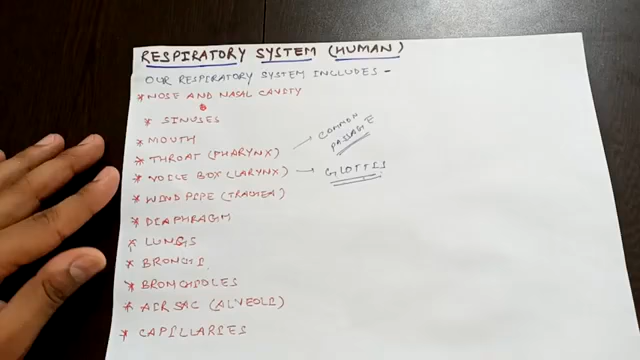 RESPIRATORY SYSTEM (HUMAN)
OUR RESPIRATORY SYSTEM INCLUDES -
* NOSE AND NASAL CAVITY
* SINUSES
* MOUTH
* THROAT (PHARYNX) → COMMON PASSAGE
* VOICE BOX (LARYNX) → GLOTTIS
* WIND PIPE (TRACHEA)
* DIAPHRAGM
* LUNGS
* BRONCHI
* BRONCHIOLES
* AIR SAC (ALVEOLI)
* CAPILLARIES